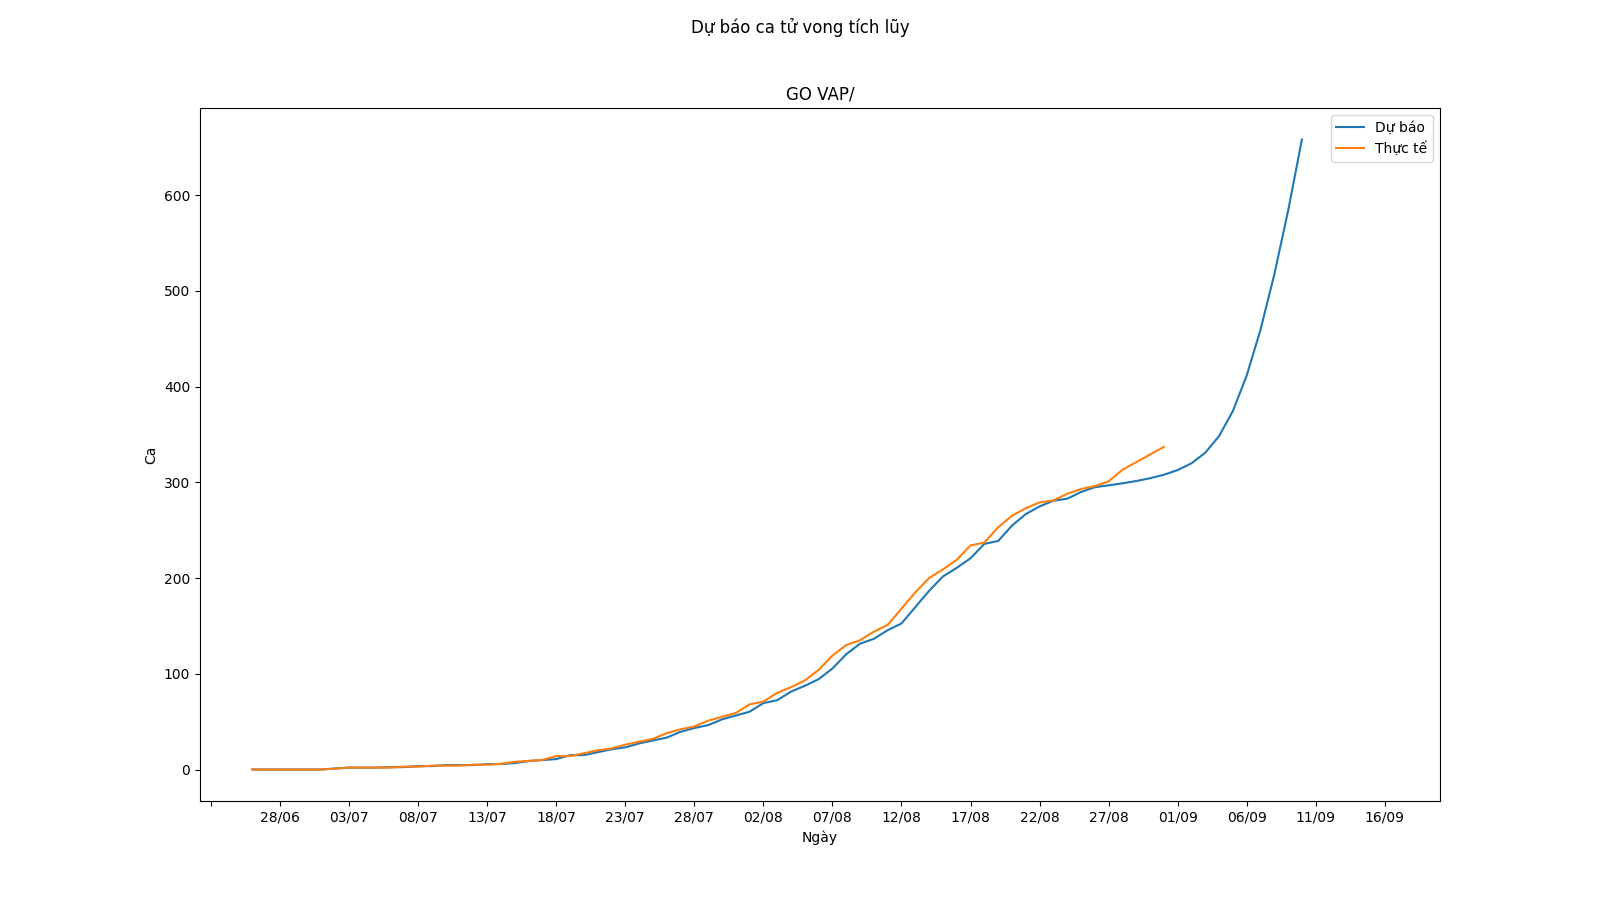 Dự báo ca tử vong tích lũy
GO VAP/
Dự báo
Thực tế
600
500
400
300
200
100
0
Ca
28/06 03/07 08/07 13/07 18/07 23/07 28/07 02/08 07/08 12/08 17/08 22/08 27/08 01/09 06/09 11/09 16/09
Ngày